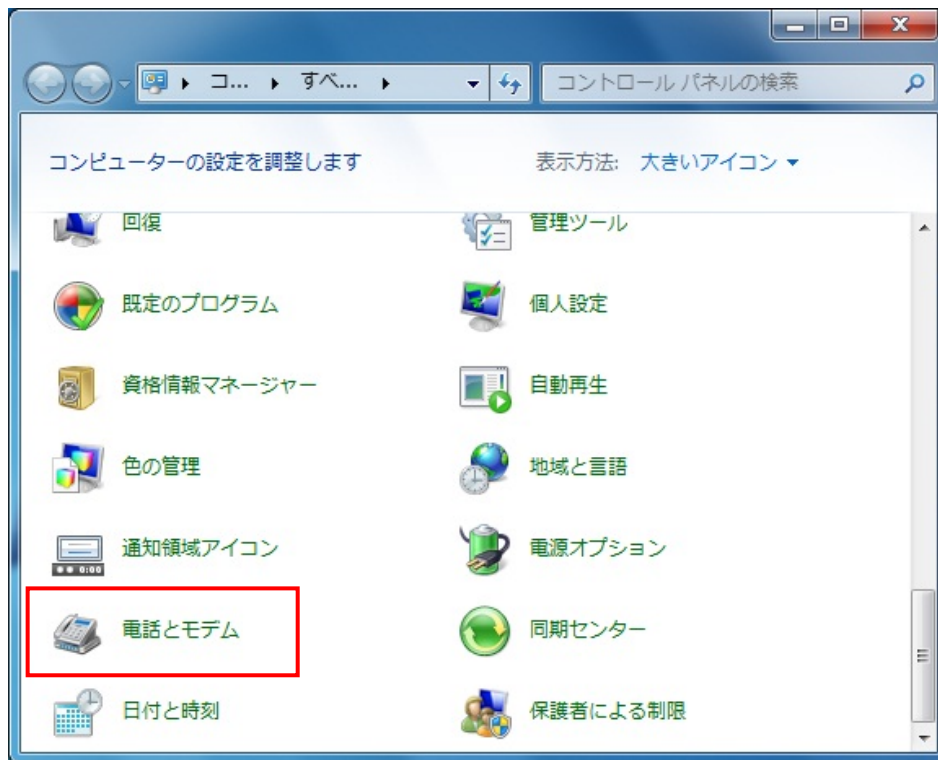 コ... すべ... コントロール パネルの検索
コンピューターの設定を調整します 表示方法: 大きいアイコン
回復 管理ツール
既定のプログラム 個人設定
資格情報マネージャー 自動再生
色の管理 地域と言語
通知領域アイコン 電源オプション
0:00
電話とモデム 同期センター
日付と時刻 保護者による制限